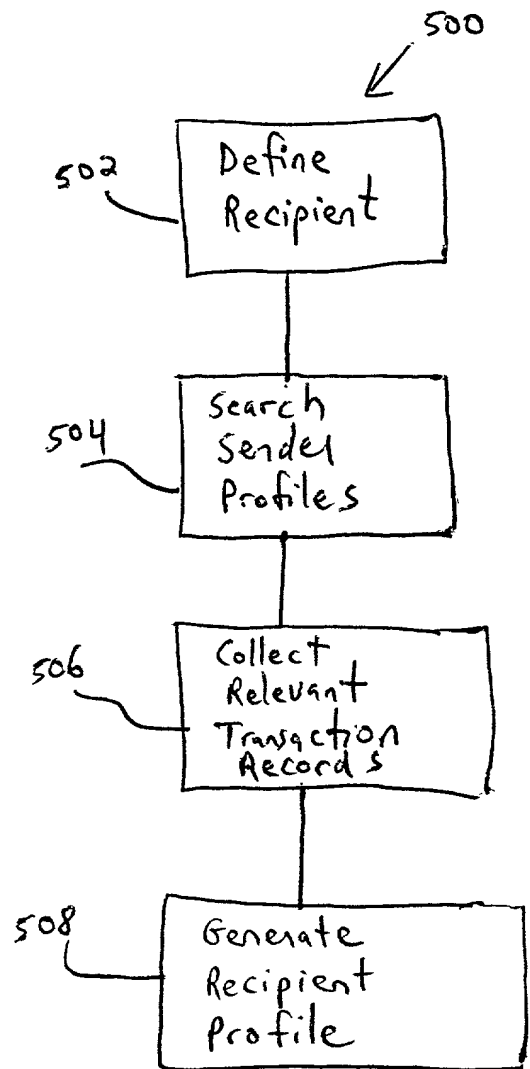 500
502
Define
Recipient
504
Search
Sender
Profiles
506
Collect
Relevant
Transaction
Records
508
Generate
Recipient
Profile